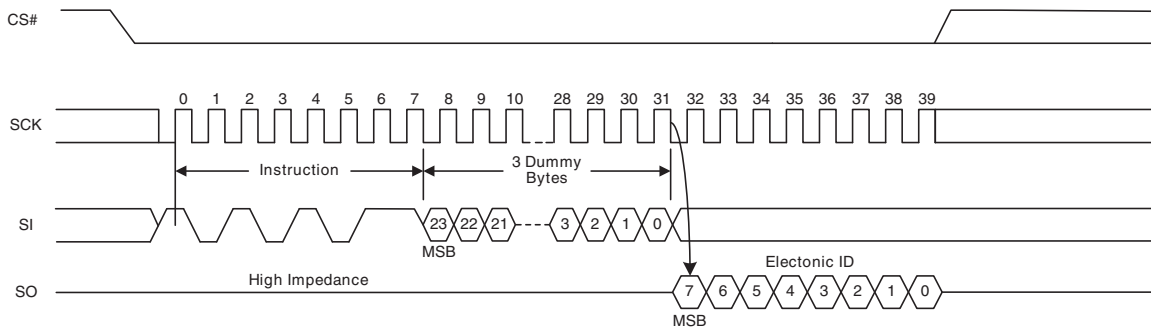 CS#
SCK
0 1 2 3 4 5 6 7 8 9 10 28 29 30 31 32 33 34 35 36 37 38 39
Instruction
3 Dummy
Bytes
SI
23 22 21 3 2 1 0
MSB
High Impedance
Electonic ID
SO
7 6 5 4 3 2 1 0
MSB